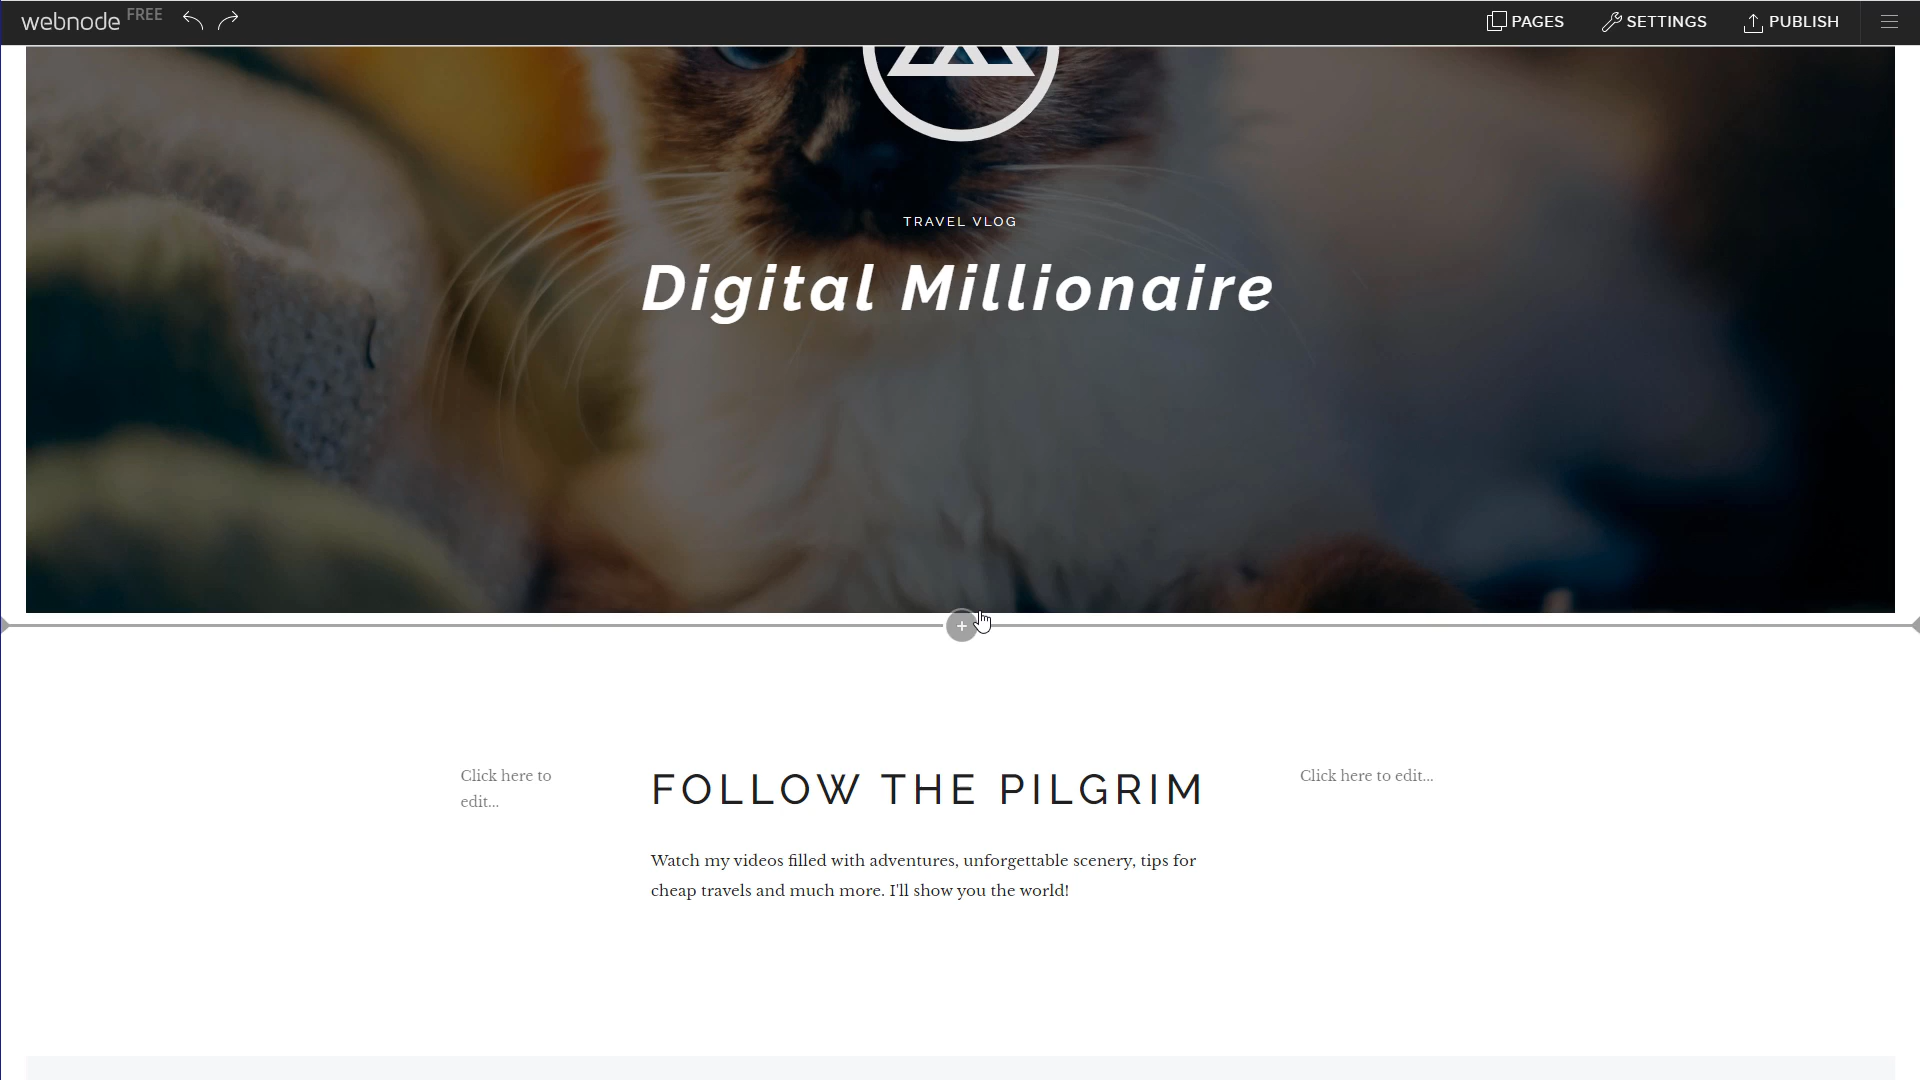 webnode FREE
PAGES
SETTINGS
PUBLISH
TRAVEL VLOG
Digital Millionaire
Click here to
edit...
FOLLOW THE PILGRIM
Click here to edit...
Watch my videos filled with adventures, unforgettable scenery, tips for
cheap travels and much more. I'll show you the world!